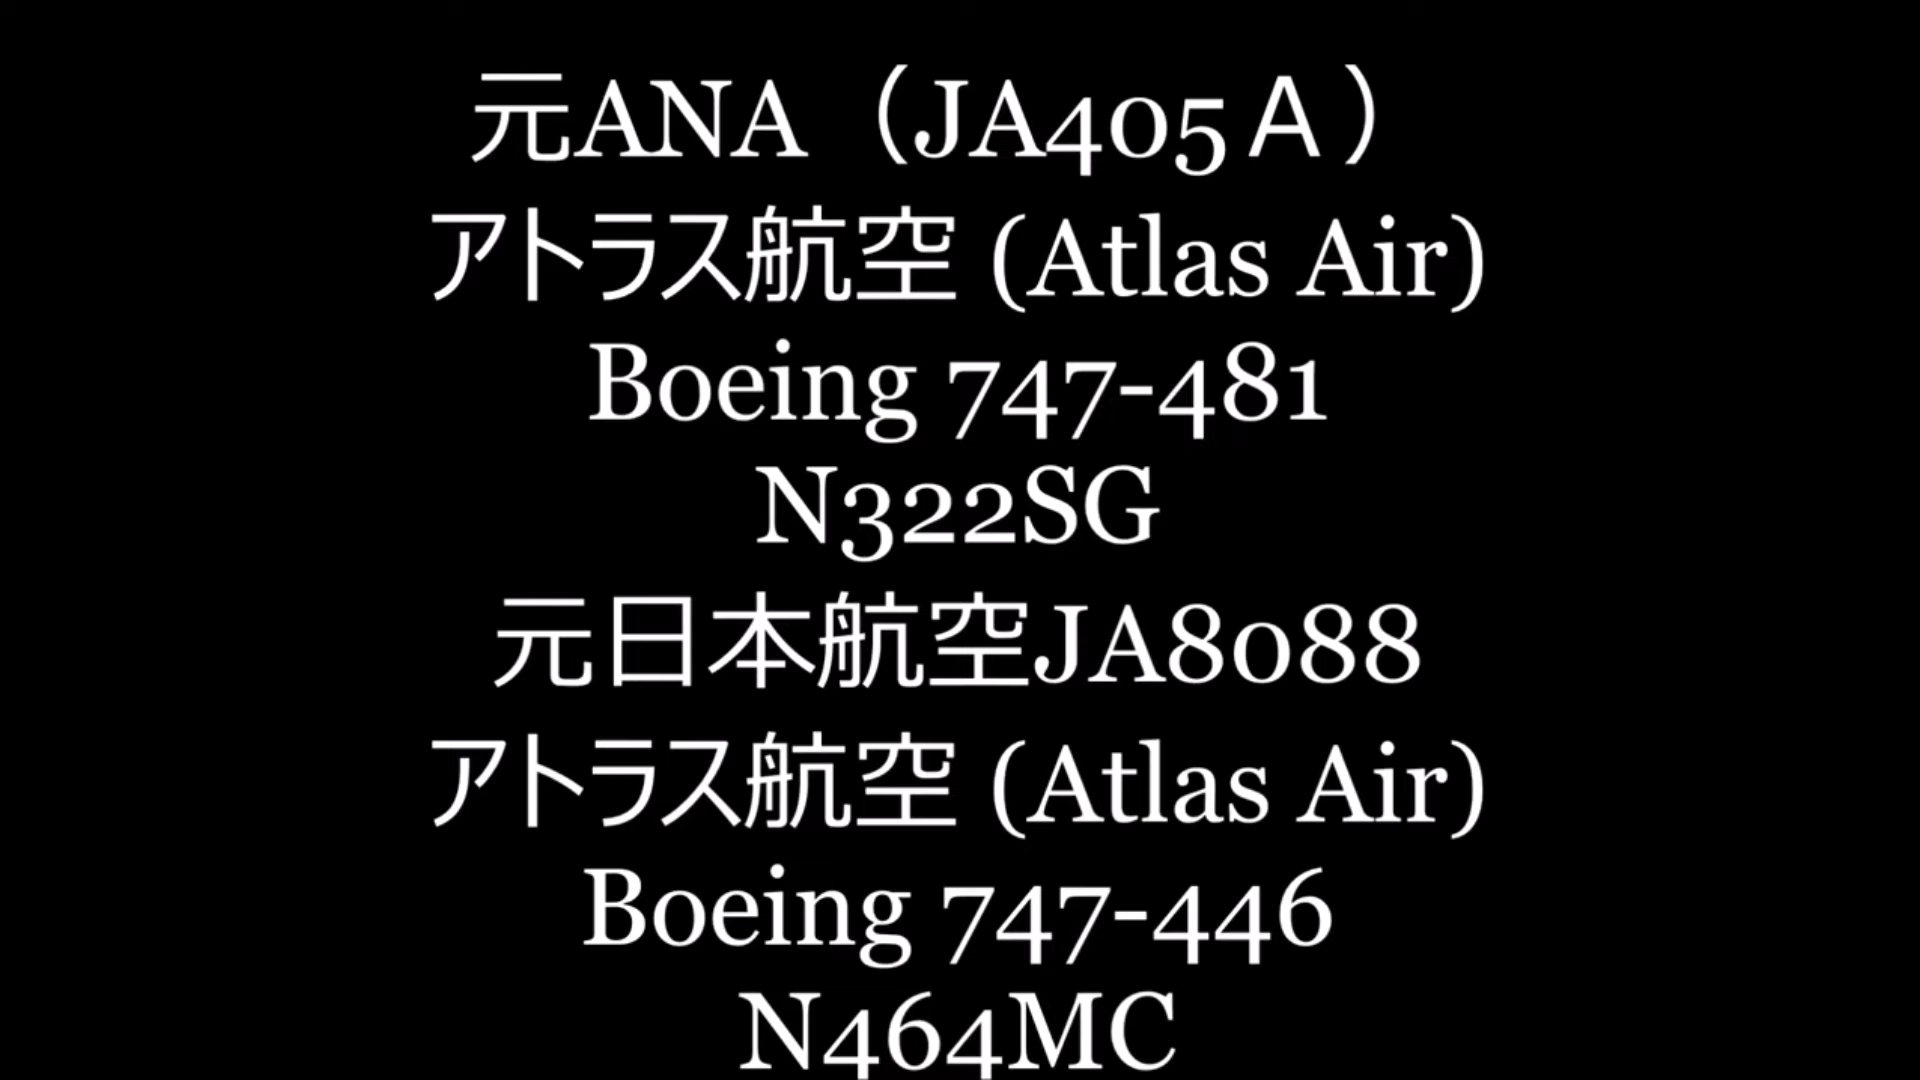 元ANA（JA405Ａ）
アトラス航空 (Atlas Air)
Boeing 747-481
N322SG
元日本航空JA8088
アトラス航空 (Atlas Air)
Boeing 747-446
N464MC